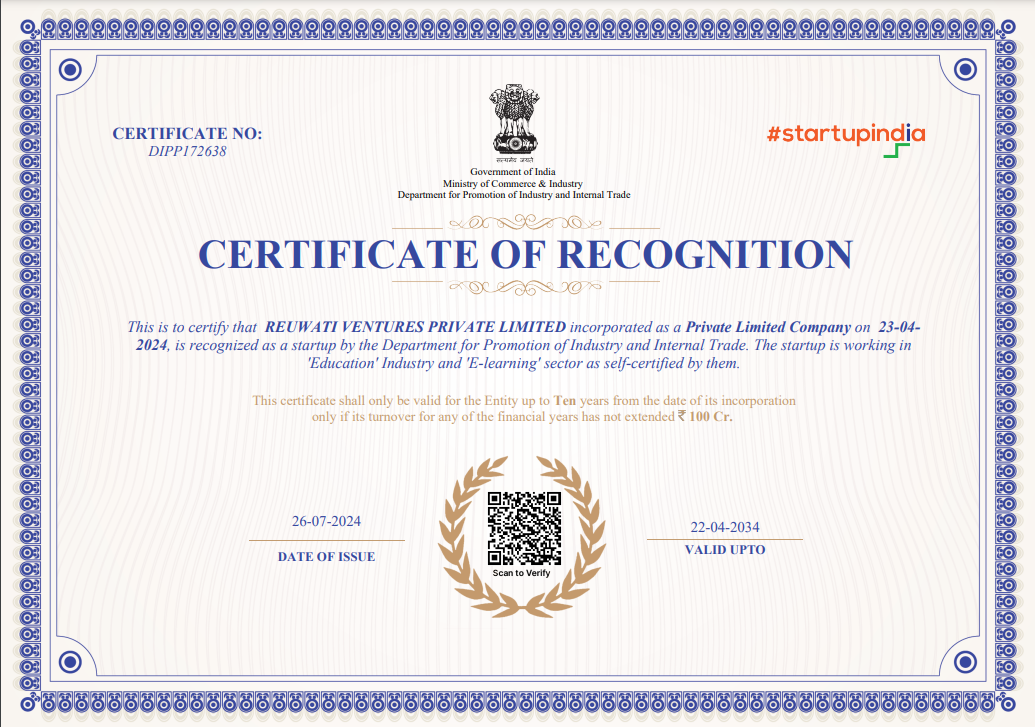 CERTIFICATE NO:
DIPP172638
सत्यमेव जयते
#startupindia
Government of India
Ministry of Commerce & Industry
Department for Promotion of Industry and Internal Trade
CERTIFICATE OF RECOGNITION
This is to certify that REUWATI VENTURES PRIVATE LIMITED incorporated as a Private Limited Company on 23-04-
2024, is recognized as a startup by the Department for Promotion of Industry and Internal Trade. The startup is working in
'Education' Industry and 'E-learning' sector as self-certified by them.
This certificate shall only be valid for the Entity up to Ten years from the date of its incorporation
only if its turnover for any of the financial years has not extended ₹ 100 Cr.
26-07-2024
DATE OF ISSUE
Scan to Verify
22-04-2034
VALID UPTO